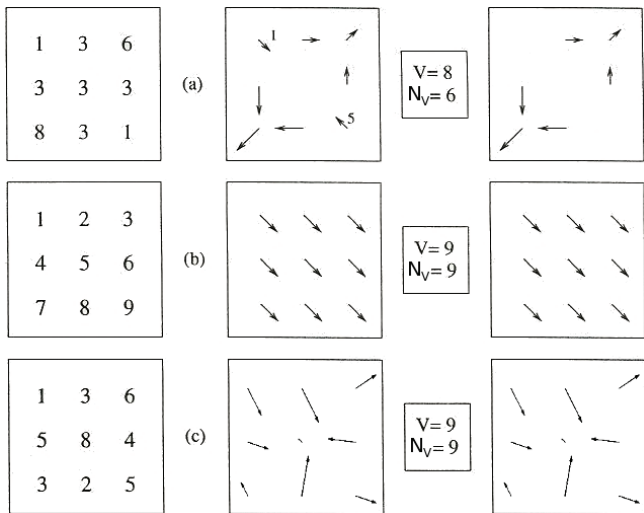 1 3 6
3 3 3
8 3 1
(a)
1
5
V= 8
N_V= 6
1 2 3
4 5 6
7 8 9
(b)
V= 9
N_V= 9
1 3 6
5 8 4
3 2 5
(c)
V= 9
N_V= 9